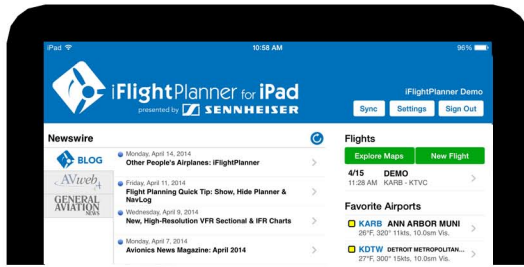 iPad
10:58 AM
96%
iFlightPlanner for iPad
presented by SENNHEISER
iFlightPlanner Demo
Sync
Settings
Sign Out
Newswire
BLOG
AVweb
GENERAL
AVIATION
NEWS
Monday, April 14, 2014
Other People's Airplanes: iFlightPlanner
Friday, April 11, 2014
Flight Planning Quick Tip: Show, Hide Planner &
NavLog
Wednesday, April 9, 2014
New, High-Resolution VFR Sectional & IFR Charts
Monday, April 7, 2014
Avionics News Magazine: April 2014
Flights
Explore Maps
New Flight
4/15 DEMO
11:28 AM KARB - KTVC
Favorite Airports
KARB ANN ARBOR MUNI
26°F, 320° 11kts, 10.0sm Vis.
KDTW DETROIT METROPOLITAN...
27°F, 300° 15kts, 10.0sm Vis.